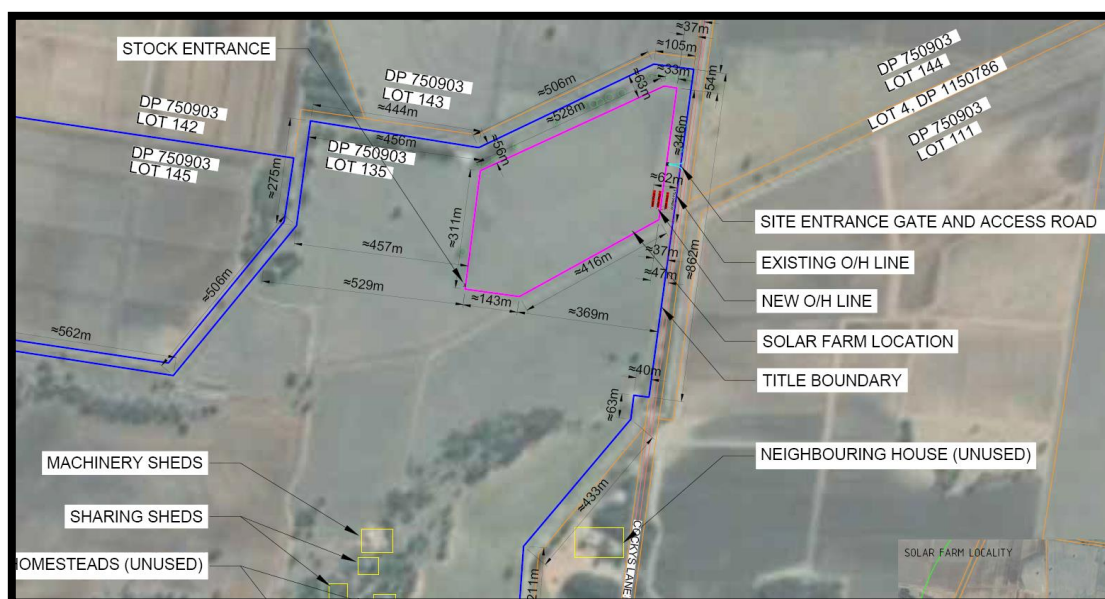 ≈37m
STOCK ENTRANCE
≈105m
DP 750903
LOT 144
DP 750903
LOT 143
≈506m
≈33m
≈54m
≈63m
LOT 4, DP 1150786
DP 750903
LOT 142
≈444m
≈528m
DP 750903
LOT 111
≈456m
≈56m
≈346m
DP 750903
LOT 145
DP 750903
LOT 135
≈275m
≈62m
≈311m
SITE ENTRANCE GATE AND ACCESS ROAD
≈457m
≈37m
≈862m
EXISTING O/H LINE
≈506m
≈529m
≈416m
≈47m
≈143m
NEW O/H LINE
≈369m
≈562m
SOLAR FARM LOCATION
≈40m
TITLE BOUNDARY
≈63m
MACHINERY SHEDS
NEIGHBOURING HOUSE (UNUSED)
≈433m
SHARING SHEDS
COCKYS LANE
SOLAR FARM LOCALITY
HOMESTEADS (UNUSED)
211m